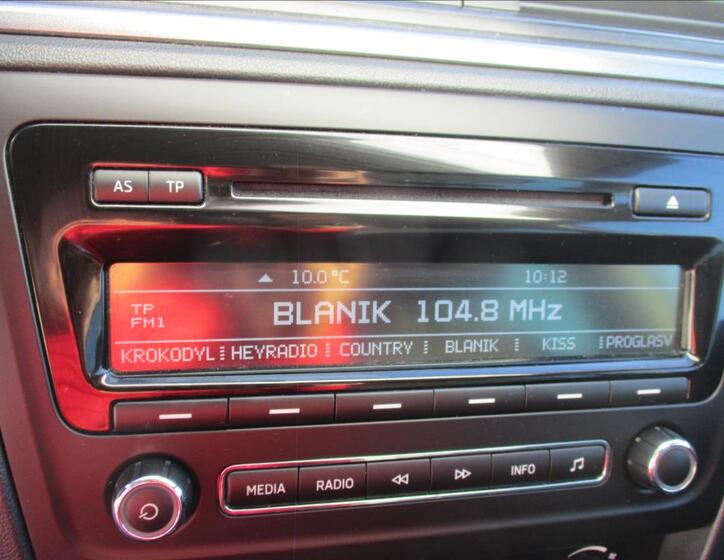 AS TP
10.0°C 10:12
TP
FM1
BLANIK 104.8 MHz
KROKODYL HEYRADIO COUNTRY BLANIK KISS PROGLASV
MEDIA RADIO INFO